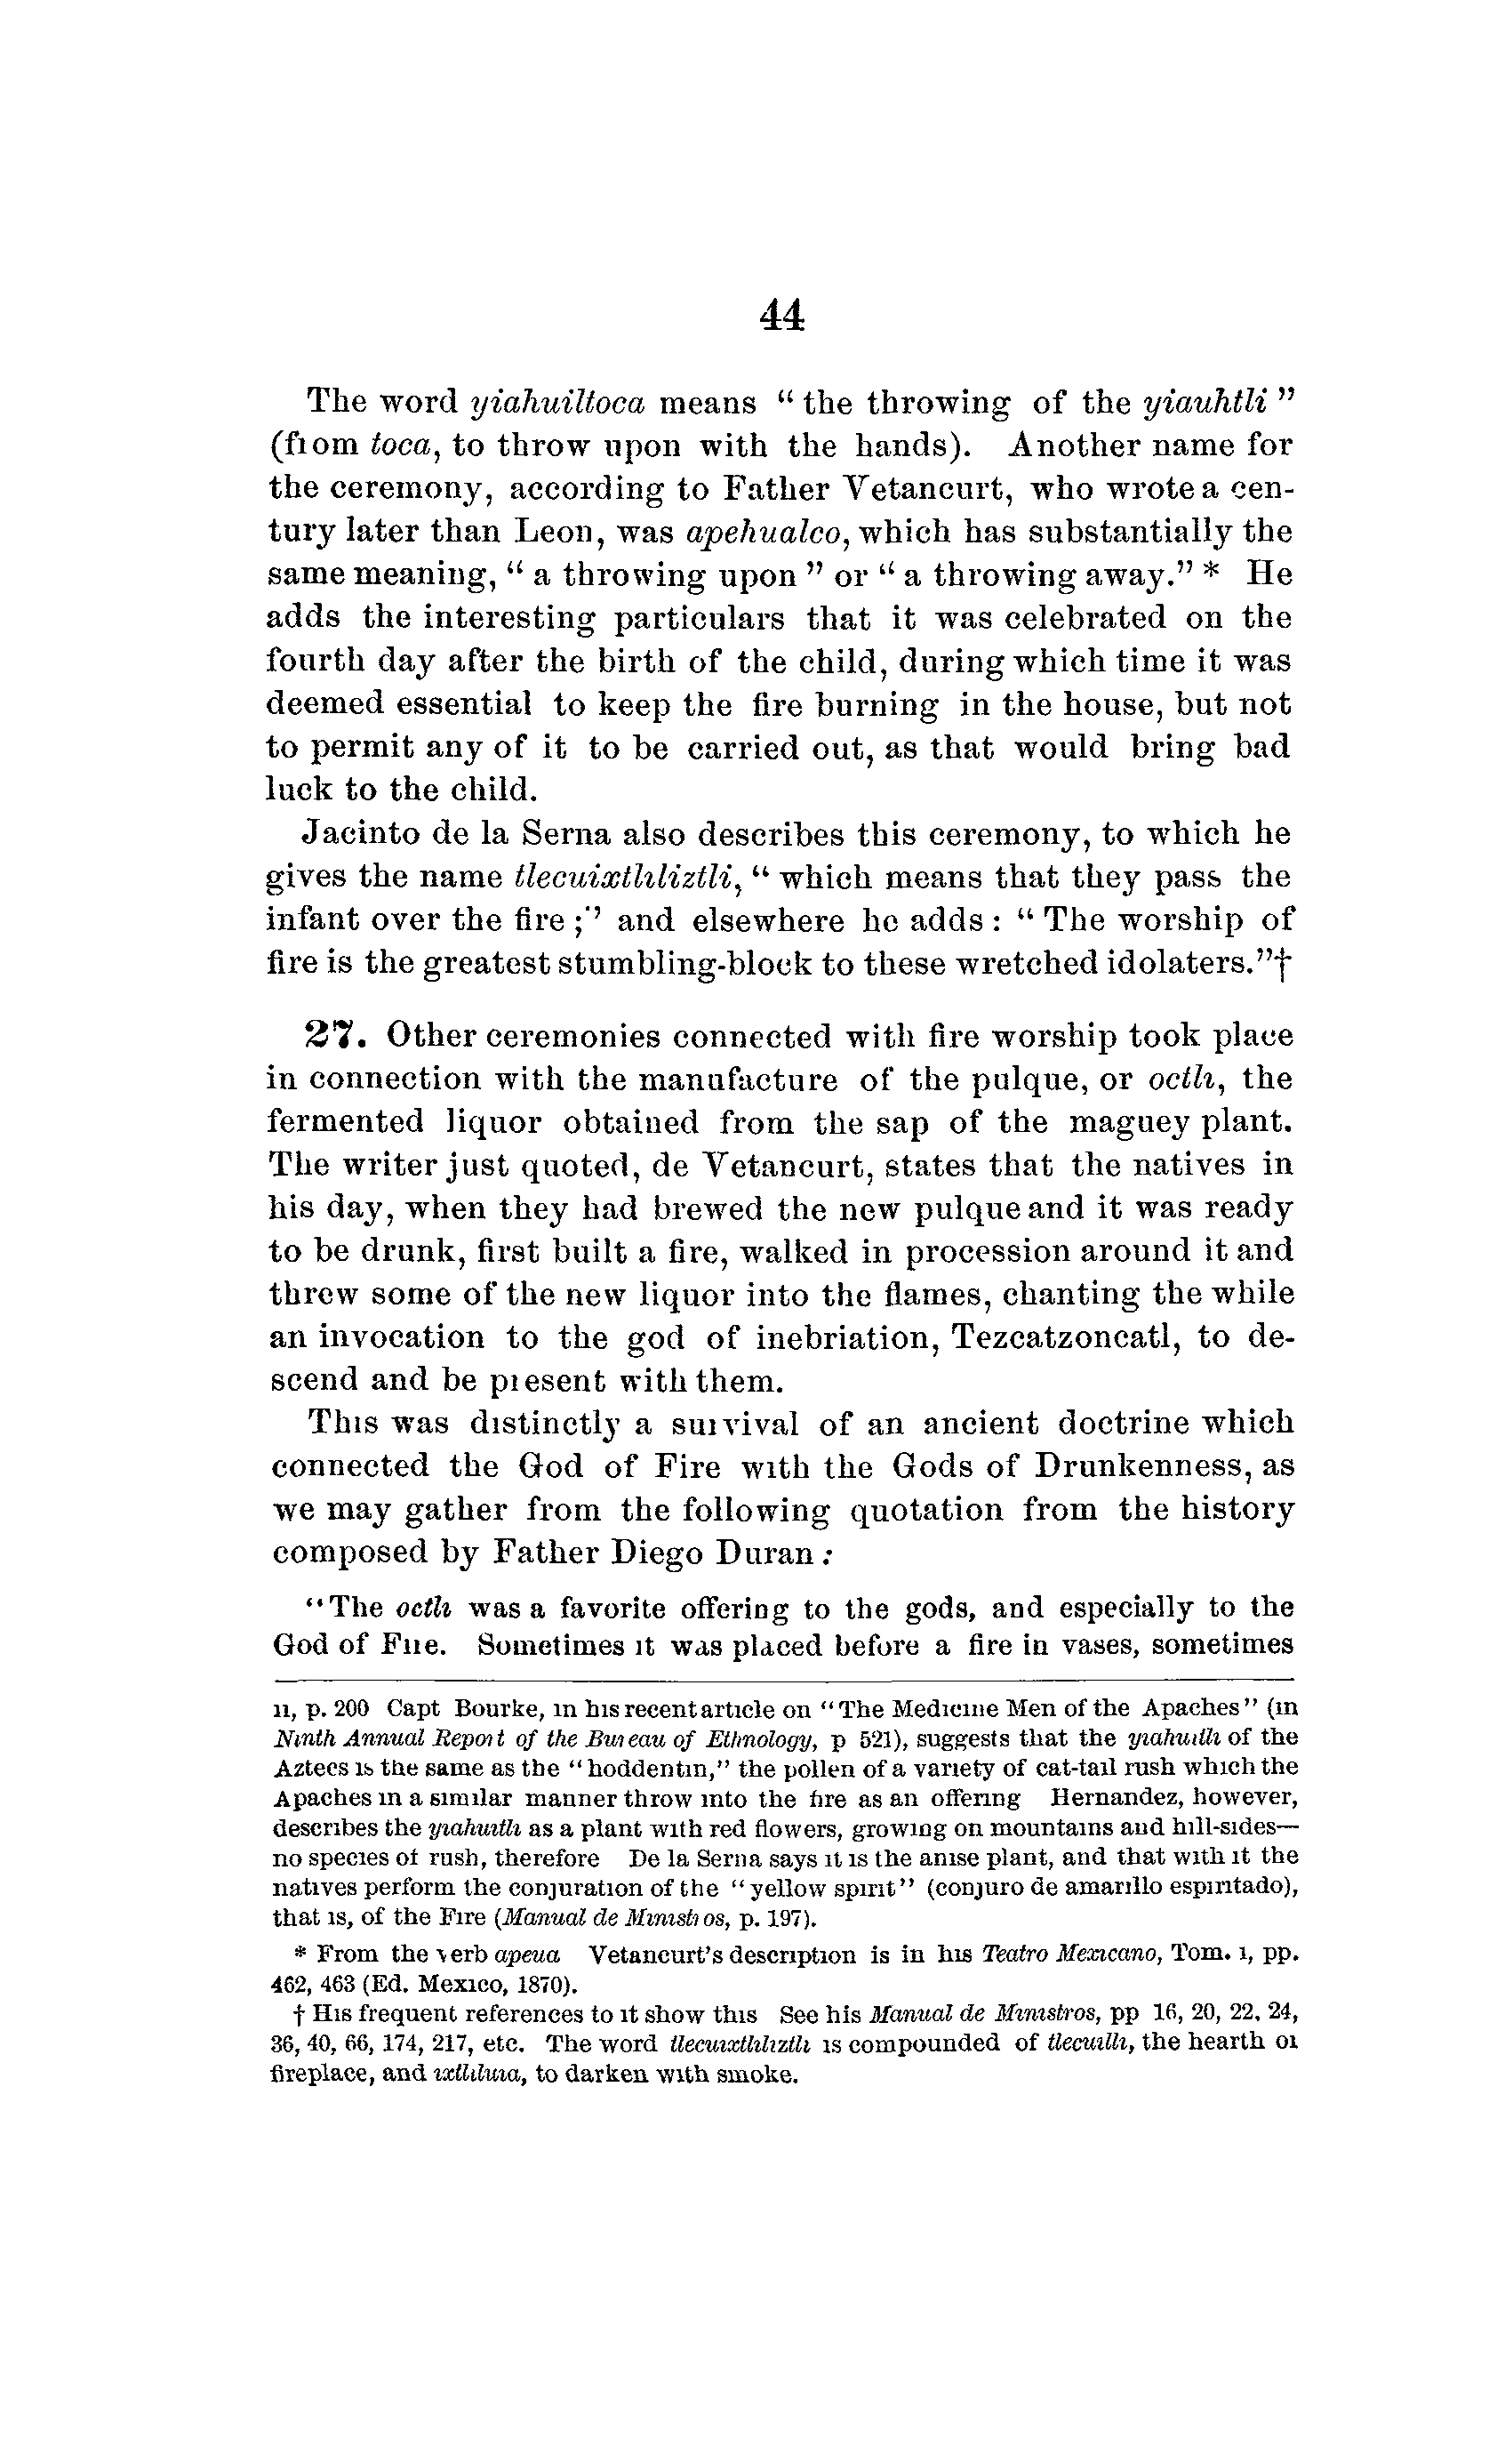 44
The word yiahuiltoca means “ the throwing of the yiauhtli ”
(from toca, to throw upon with the hands). Another name for
the ceremony, according to Father Vetancurt, who wrote a cen-
tury later than Leon, was apehualco, which has substantially the
same meaning, “ a throwing upon ” or “ a throwing away.” * He
adds the interesting particulars that it was celebrated on the
fourth day after the birth of the child, during which time it was
deemed essential to keep the fire burning in the house, but not
to permit any of it to be carried out, as that would bring bad
luck to the child.
Jacinto de la Serna also describes this ceremony, to which he
gives the name tlecuixtliliztli, “ which means that they pass the
infant over the fire ;” and elsewhere he adds : “ The worship of
fire is the greatest stumbling-block to these wretched idolaters.”†
27. Other ceremonies connected with fire worship took place
in connection with the manufacture of the pulque, or octli, the
fermented liquor obtained from the sap of the maguey plant.
The writer just quoted, de Vetancurt, states that the natives in
his day, when they had brewed the new pulque and it was ready
to be drunk, first built a fire, walked in procession around it and
threw some of the new liquor into the flames, chanting the while
an invocation to the god of inebriation, Tezcatzoncatl, to de-
scend and be present with them.
This was distinctly a survival of an ancient doctrine which
connected the God of Fire with the Gods of Drunkenness, as
we may gather from the following quotation from the history
composed by Father Diego Duran :
“The octli was a favorite offering to the gods, and especially to the
God of Fire. Sometimes it was placed before a fire in vases, sometimes
ii, p. 200 Capt Bourke, in his recent article on “The Medicine Men of the Apaches” (in
Ninth Annual Report of the Bureau of Ethnology, p 521), suggests that the yiahuitli of the
Aztecs is the same as the “hoddentin,” the pollen of a variety of cat-tail rush which the
Apaches in a similar manner throw into the fire as an offering Hernandez, however,
describes the yiahuitli as a plant with red flowers, growing on mountains and hill-sides—
no species of rush, therefore De la Serna says it is the anise plant, and that with it the
natives perform the conjuration of the “yellow spirit” (conjuro de amarillo espiritado),
that is, of the Fire (Manual de Ministros, p. 197).
* From the verb apeua Vetancurt’s description is in his Teatro Mexicano, Tom. i, pp.
462, 463 (Ed. Mexico, 1870).
† His frequent references to it show this See his Manual de Ministros, pp 16, 20, 22, 24,
36, 40, 66, 174, 217, etc. The word tlecuixtliliztli is compounded of tlecuilli, the hearth or
fireplace, and ixtliluia, to darken with smoke.